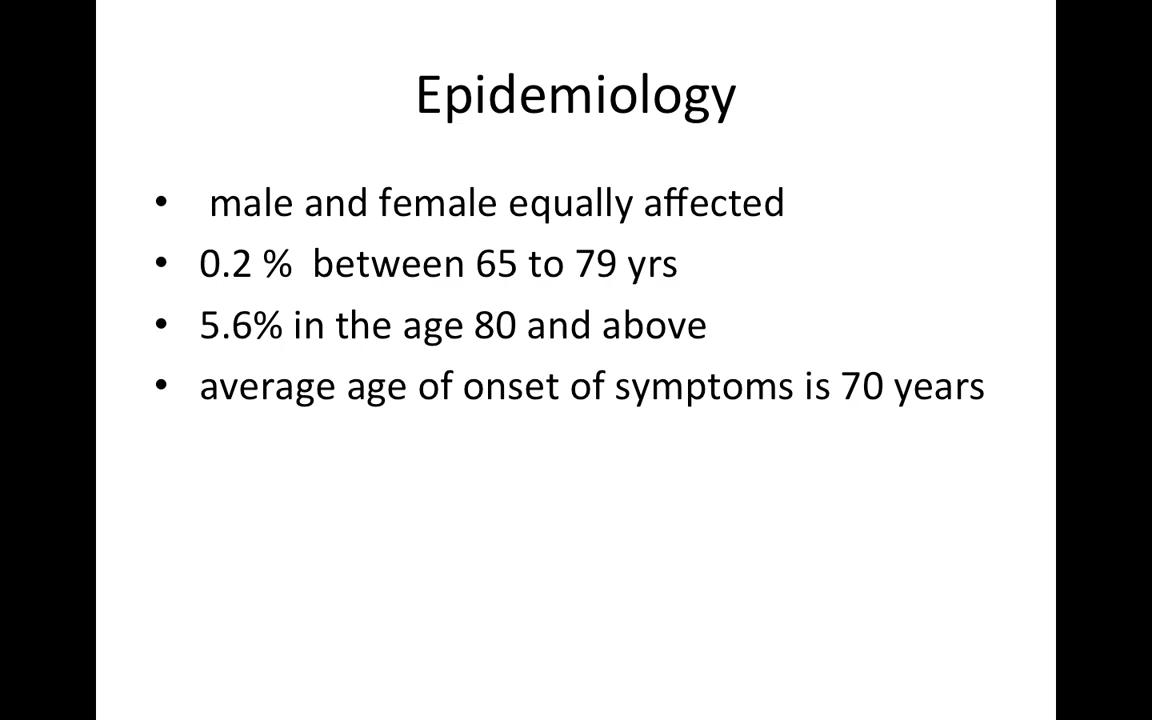 Epidemiology
• male and female equally affected
• 0.2 % between 65 to 79 yrs
• 5.6% in the age 80 and above
• average age of onset of symptoms is 70 years